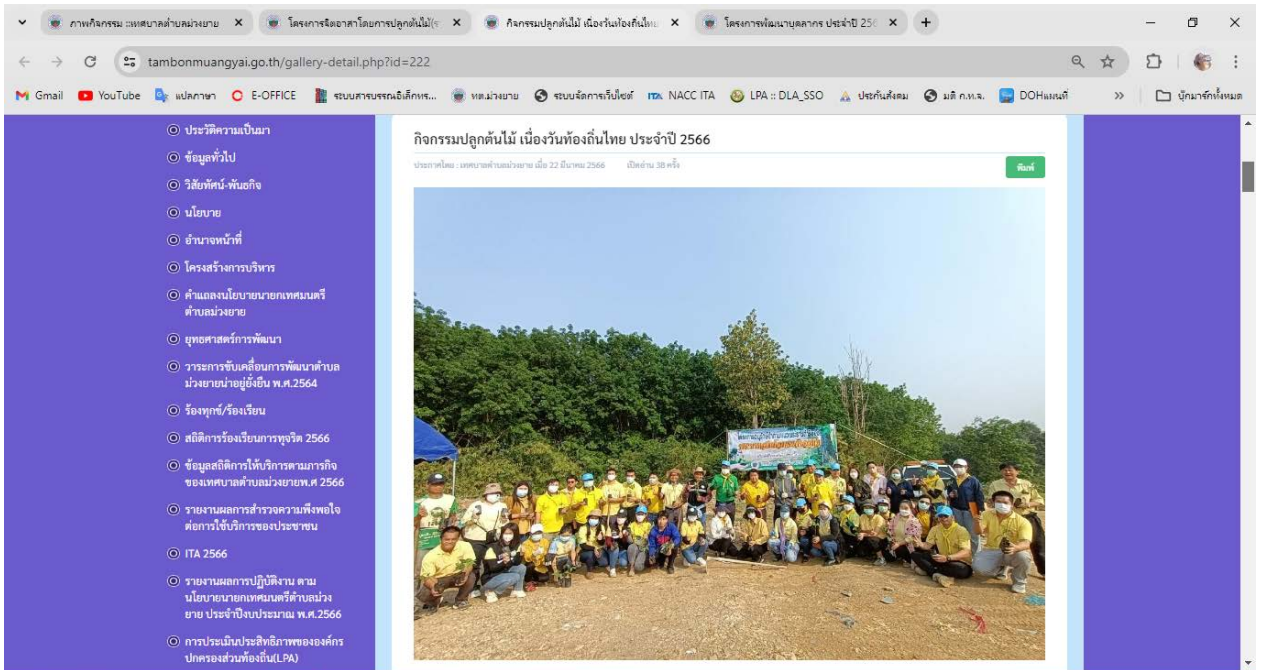 ภาพกิจกรรม ::เทศบาลตำบลม่วงยาย
โครงการจิตอาสาโดยการปลูกต้นไม้(ร
กิจกรรมปลูกต้นไม้ เนื่องวันท้องถิ่นไทย
โครงการพัฒนาบุคลากร ประจำปี 256
tambonmuangyai.go.th/gallery-detail.php?id=222
Gmail
YouTube
แปลภาษา
E-OFFICE
ระบบสารบรรณอิเล็กทร...
ทต.ม่วงยาย
ระบบจัดการเว็บไซต์
ITA NACC ITA
LPA :: DLA_SSO
ประกันสังคม
มติ ก.ท.จ.
DOHแผนที่
»
บุ๊กมาร์กทั้งหมด
ประวัติความเป็นมา
ข้อมูลทั่วไป
วิสัยทัศน์-พันธกิจ
นโยบาย
อำนาจหน้าที่
โครงสร้างการบริหาร
คำแถลงนโยบายนายกเทศมนตรี
ตำบลม่วงยาย
ยุทธศาสตร์การพัฒนา
วาระการขับเคลื่อนการพัฒนาตำบล
ม่วงยายน่าอยู่ยั่งยืน พ.ศ.2564
ร้องทุกข์/ร้องเรียน
สถิติการร้องเรียนการทุจริต 2566
ข้อมูลสถิติการให้บริการตามภารกิจ
ของเทศบาลตำบลม่วงยายพ.ศ 2566
รายงานผลการสำรวจความพึงพอใจ
ต่อการใช้บริการของประชาชน
ITA 2566
รายงานผลการปฏิบัติงาน ตาม
นโยบายนายกเทศมนตรีตำบลม่วง
ยาย ประจำปีงบประมาณ พ.ศ.2566
การประเมินประสิทธิภาพขององค์กร
ปกครองส่วนท้องถิ่น(LPA)
กิจกรรมปลูกต้นไม้ เนื่องวันท้องถิ่นไทย ประจำปี 2566
ประกาศโดย : เทศบาลตำบลม่วงยาย เมื่อ 22 มีนาคม 2566 เปิดอ่าน 38 ครั้ง
พิมพ์